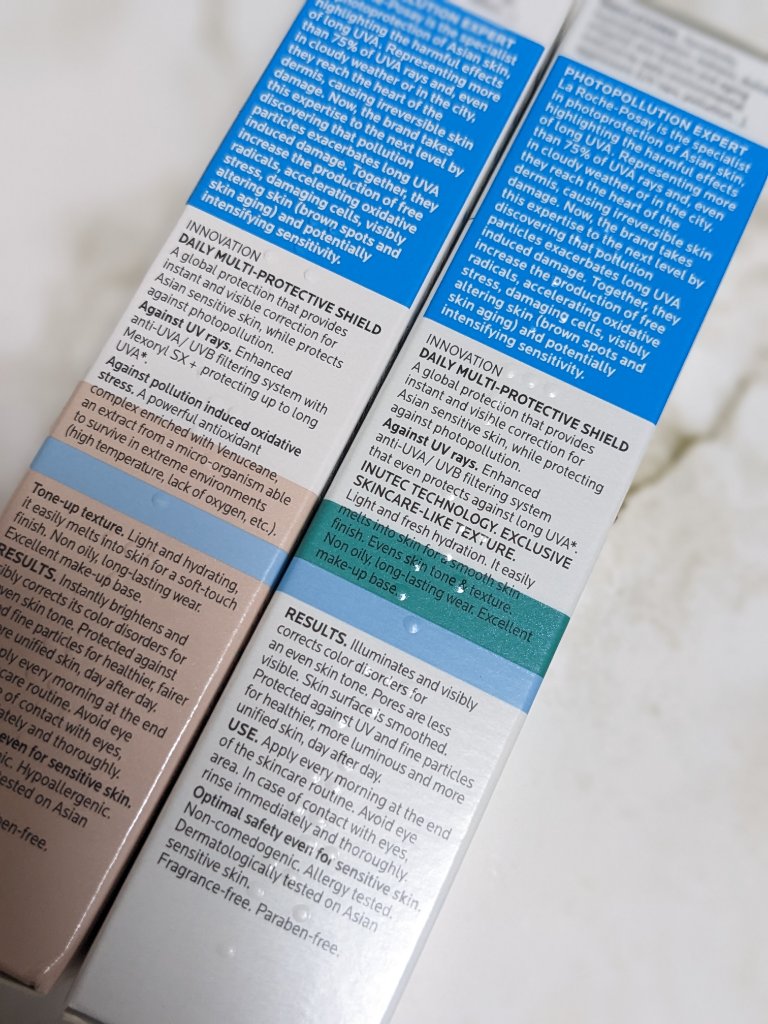 UTION EXPERT
Posay is the specialist
photoprotection of Asian skin,
highlighting the harmful effects
of long UVA. Representing more
than 75% of UVA rays and, even
in cloudy weather or in the city,
they reach the heart of the
dermis, causing irreversible skin
damage. Now, the brand takes
this expertise to the next level by
discovering that pollution
particles exacerbates long UVA
induced damage. Together, they
increase the production of free
radicals, accelerating oxidative
stress, damaging cells, visibly
altering skin (brown spots and
skin aging) and potentially
intensifying sensitivity.
INNOVATION
DAILY MULTI-PROTECTIVE SHIELD
A global protection that provides
instant and visible correction for
Asian sensitive skin, while protects
against photopollution.
Against UV rays. Enhanced
anti-UVA/ UVB filtering system with
Mexoryl SX + protecting up to long
UVA*.
Against pollution induced oxidative
stress. A powerful antioxidant
complex enriched with Venuceane,
an extract from a micro-organism able
to survive in extreme environments
(high temperature, lack of oxygen, etc.).
Tone-up texture. Light and hydrating,
it easily melts into skin for a soft-touch
finish. Non oily, long-lasting wear.
Excellent make-up base.
RESULTS. Instantly brightens and
ibly corrects its color disorders for
ven skin tone. Protected against
d fine particles for healthier, fairer
re unified skin, day after day.
ply every morning at the end
care routine. Avoid eye
e of contact with eyes,
ately and thoroughly.
even for sensitive skin.
nic. Hypoallergenic.
tested on Asian
ben-free.
PHOTOPOLLUTION EXPERT
La Roche-Posay is the specialist
in photoprotection of Asian skin,
highlighting the harmful effects
of long UVA. Representing more
than 75% of UVA rays and, even
in cloudy weather or in the city,
they reach the heart of the
dermis, causing irreversible skin
damage. Now, the brand takes
this expertise to the next level by
discovering that pollution
particles exacerbates long UVA
induced damage. Together, they
increase the production of free
radicals, accelerating oxidative
stress, damaging cells, visibly
altering skin (brown spots and
skin aging) and potentially
intensifying sensitivity.
INNOVATION
DAILY MULTI-PROTECTIVE SHIELD
A global protection that provides
instant and visible correction for
Asian sensitive skin, while protecting
against photopollution.
Against UV rays. Enhanced
anti-UVA/ UVB filtering system
that even protects against long UVA*.
INUTEC TECHNOLOGY. EXCLUSIVE
SKINCARE-LIKE TEXTURE.
Light and fresh hydration. It easily
melts into skin for a smooth skin
finish. Evens skin tone & texture.
Non oily, long-lasting wear. Excellent
make-up base.
RESULTS. Illuminates and visibly
corrects color disorders for
an even skin tone. Pores are less
visible. Skin surface is smoothed.
Protected against UV and fine particles
for healthier, more luminous and more
unified skin, day after day.
USE. Apply every morning at the end
of the skincare routine. Avoid eye
area. In case of contact with eyes,
rinse immediately and thoroughly.
Optimal safety even for sensitive skin.
Non-comedogenic. Allergy tested.
Dermatologically tested on Asian
sensitive skin.
Fragrance-free. Paraben-free.